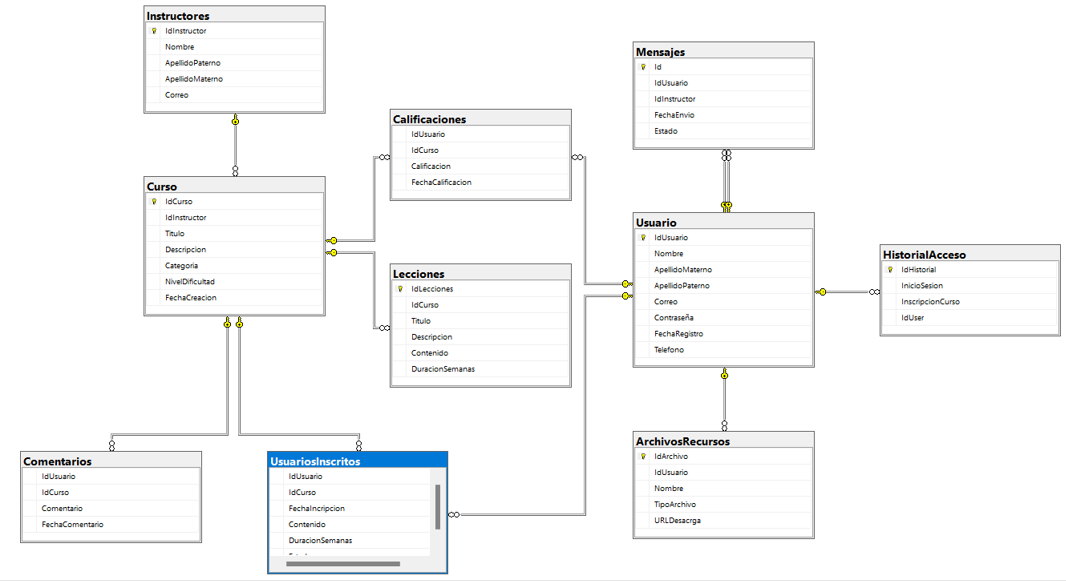 Instructores
IdInstructor
Nombre
ApellidoPaterno
ApellidoMaterno
Correo
Curso
IdCurso
IdInstructor
Titulo
Descripcion
Categoria
NivelDificultad
FechaCreacion
Comentarios
IdUsuario
IdCurso
Comentario
FechaComentario
UsuariosInscritos
IdUsuario
IdCurso
FechaIncripcion
Contenido
DuracionSemanas
Calificaciones
IdUsuario
IdCurso
Calificacion
FechaCalificacion
Lecciones
IdLecciones
IdCurso
Titulo
Descripcion
Contenido
DuracionSemanas
Mensajes
Id
IdUsuario
IdInstructor
FechaEnvio
Estado
Usuario
IdUsuario
Nombre
ApellidoMaterno
ApellidoPaterno
Correo
Contraseña
FechaRegistro
Telefono
ArchivosRecursos
IdArchivo
IdUsuario
Nombre
TipoArchivo
URLDesacrga
HistorialAcceso
IdHistorial
InicioSesion
InscripcionCurso
IdUser